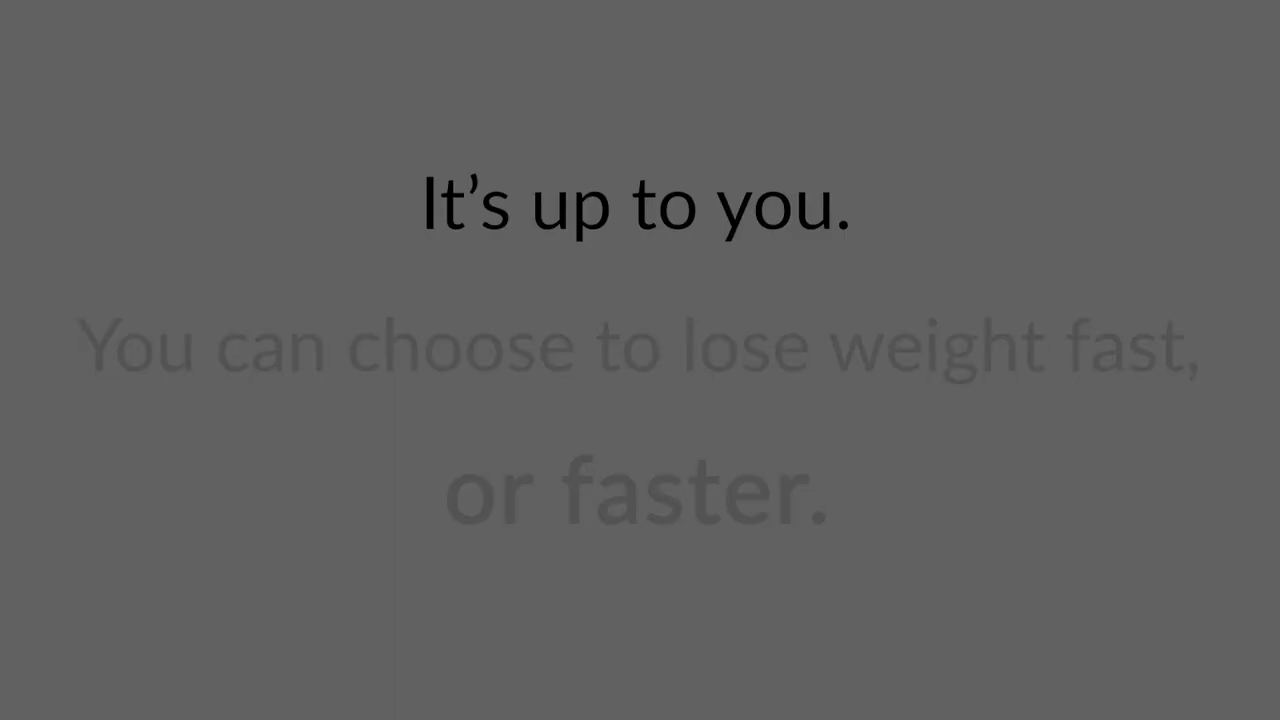 It’s up to you.
You can choose to lose weight fast,
or faster.